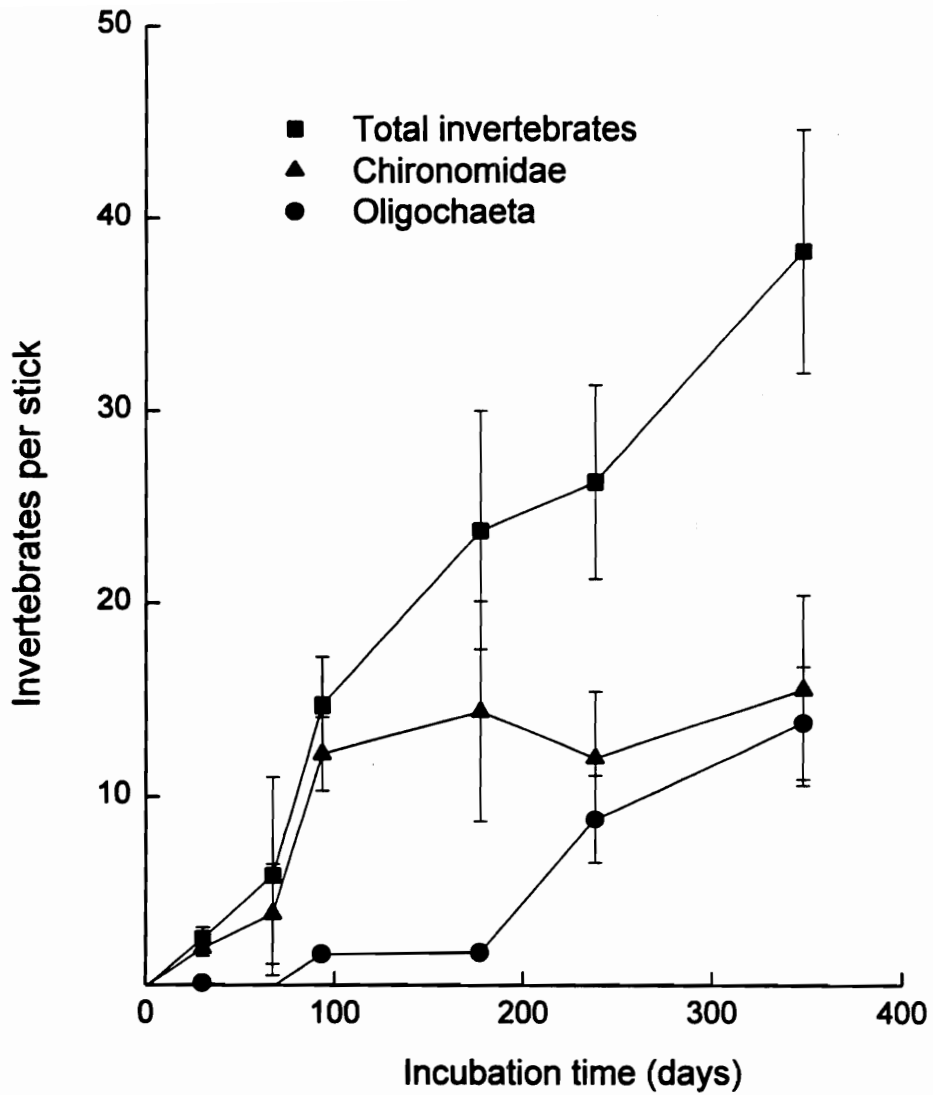 50
40
30
20
10
Total invertebrates
Chironomidae
Oligochaeta
Invertebrates per stick
0 100 200 300 400
Incubation time (days)